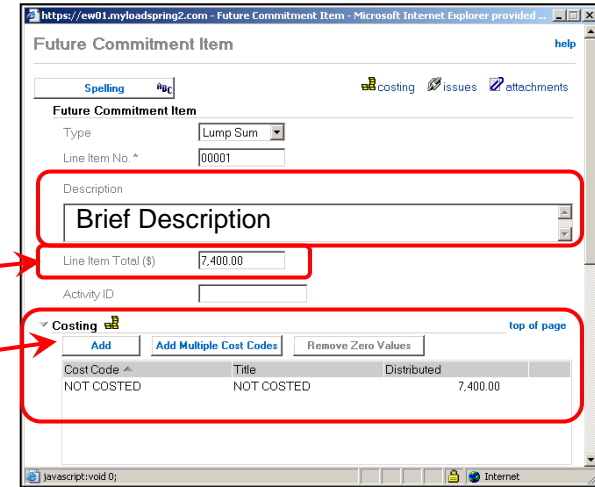 https://ew01.myloadspring2.com - Future Commitment Item - Microsoft Internet Explorer provided ...
Future Commitment Item
help
Spelling ABC
costing issues attachments
Future Commitment Item
Type Lump Sum
Line Item No. * 00001
Description
Brief Description
Line Item Total ($) 7,400.00
Activity ID
Costing top of page
Add Add Multiple Cost Codes Remove Zero Values
Cost Code Title Distributed
NOT COSTED NOT COSTED 7,400.00
javascript:void 0; Internet